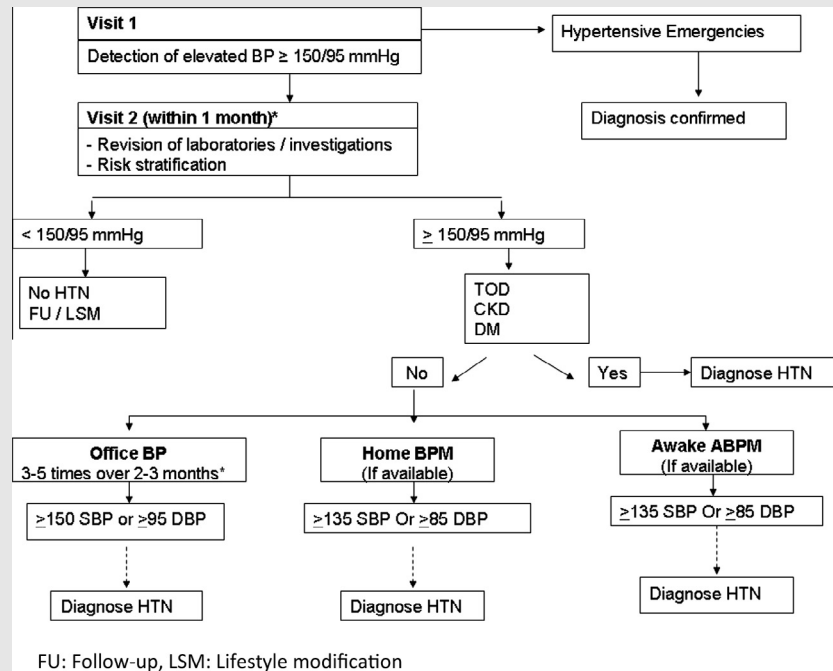 Visit 1
Detection of elevated BP ≥ 150/95 mmHg
Hypertensive Emergencies
Diagnosis confirmed
Visit 2 (within 1 month)*
- Revision of laboratories / investigations
- Risk stratification
< 150/95 mmHg
≥ 150/95 mmHg
No HTN
FU / LSM
TOD
CKD
DM
No
Yes
Diagnose HTN
Office BP
3-5 times over 2-3 months*
Home BPM
(If available)
Awake ABPM
(If available)
≥150 SBP or ≥95 DBP
≥135 SBP Or ≥85 DBP
≥135 SBP Or ≥85 DBP
Diagnose HTN
Diagnose HTN
Diagnose HTN
FU: Follow-up, LSM: Lifestyle modification